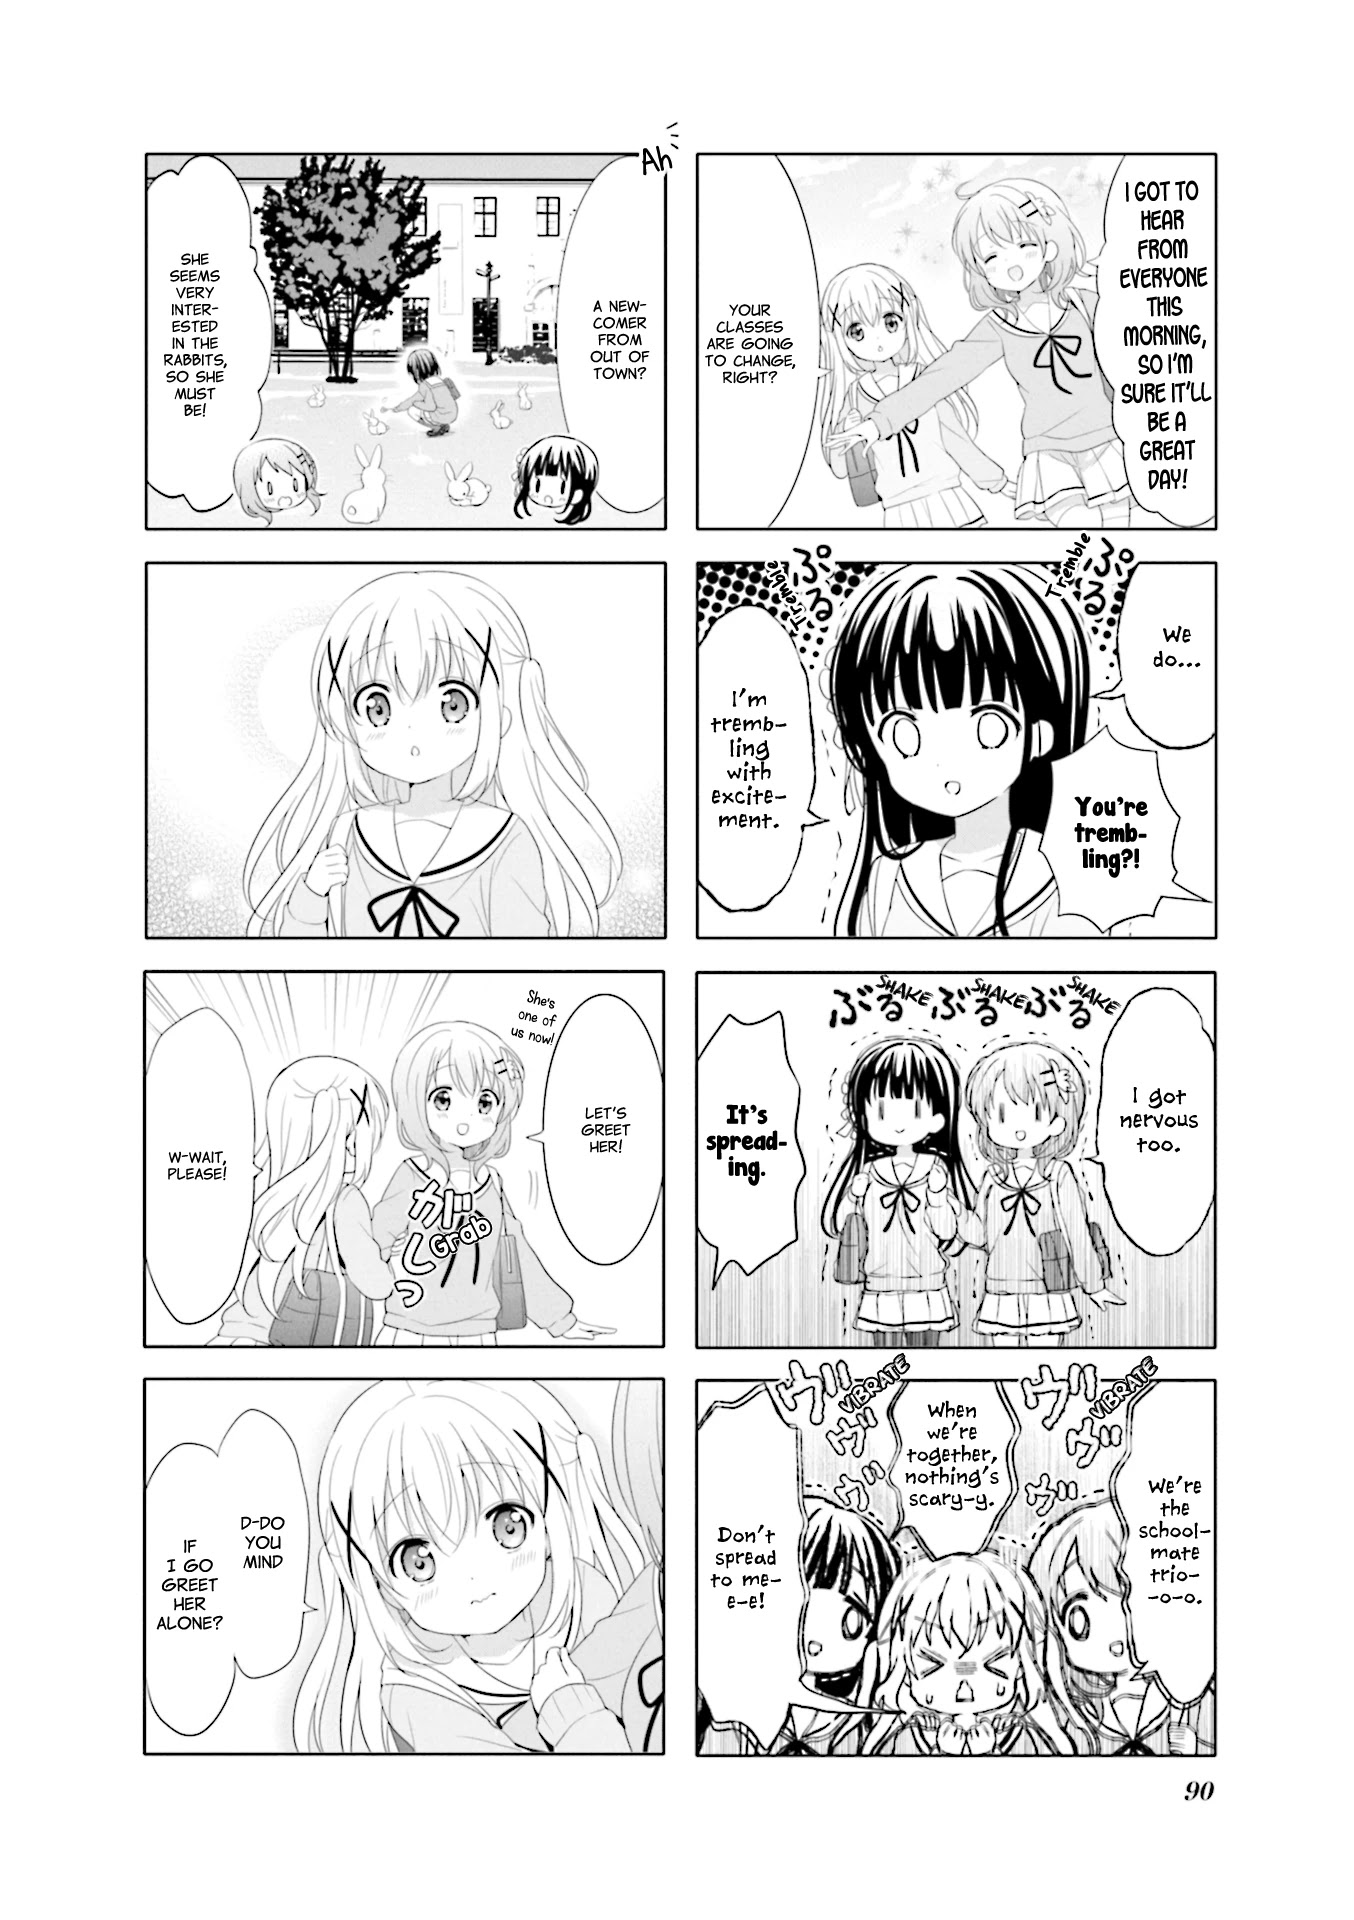 I GOT TO
HEAR
FROM
EVERYONE
THIS
MORNING,
SO I'M
SURE IT'LL
BE A
GREAT
DAY!
YOUR
CLASSES
ARE GOING
TO CHANGE,
RIGHT?
ぷる
Tremble
ぷる
Tremble
We
do...
You're
tremb-
ling?!
I'm
tremb-
ling
with
excite-
ment.
ぶる
SHAKE
ぶる
SHAKE
ぶる
SHAKE
I got
nervous
too.
It's
spread-
ing.
ヴヴヴ
VIBRATE
ヴヴヴ
VIBRATE
We're
the
school-
mate
trio-
-o-o.
When
we're
together,
nothing's
scary-y.
Don't
spread
to me-
e-e!
Ah
A NEW-
COMER
FROM
OUT OF
TOWN?
SHE
SEEMS
VERY
INTER-
ESTED
IN THE
RABBITS,
SO SHE
MUST
BE!
LET'S
GREET
HER!
She's
one of
us now!
がしっ
Grab
W-WAIT,
PLEASE!
D-DO
YOU
MIND
IF
I GO
GREET
HER
ALONE?
90